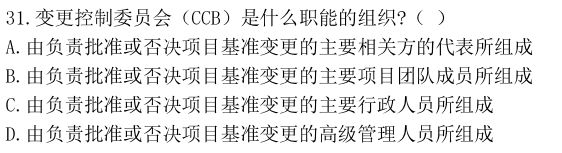 31.变更控制委员会（CCB）是什么职能的组织?（ ）
A.由负责批准或否决项目基准变更的主要相关方的代表所组成
B.由负责批准或否决项目基准变更的主要项目团队成员所组成
C.由负责批准或否决项目基准变更的主要行政人员所组成
D.由负责批准或否决项目基准变更的高级管理人员所组成